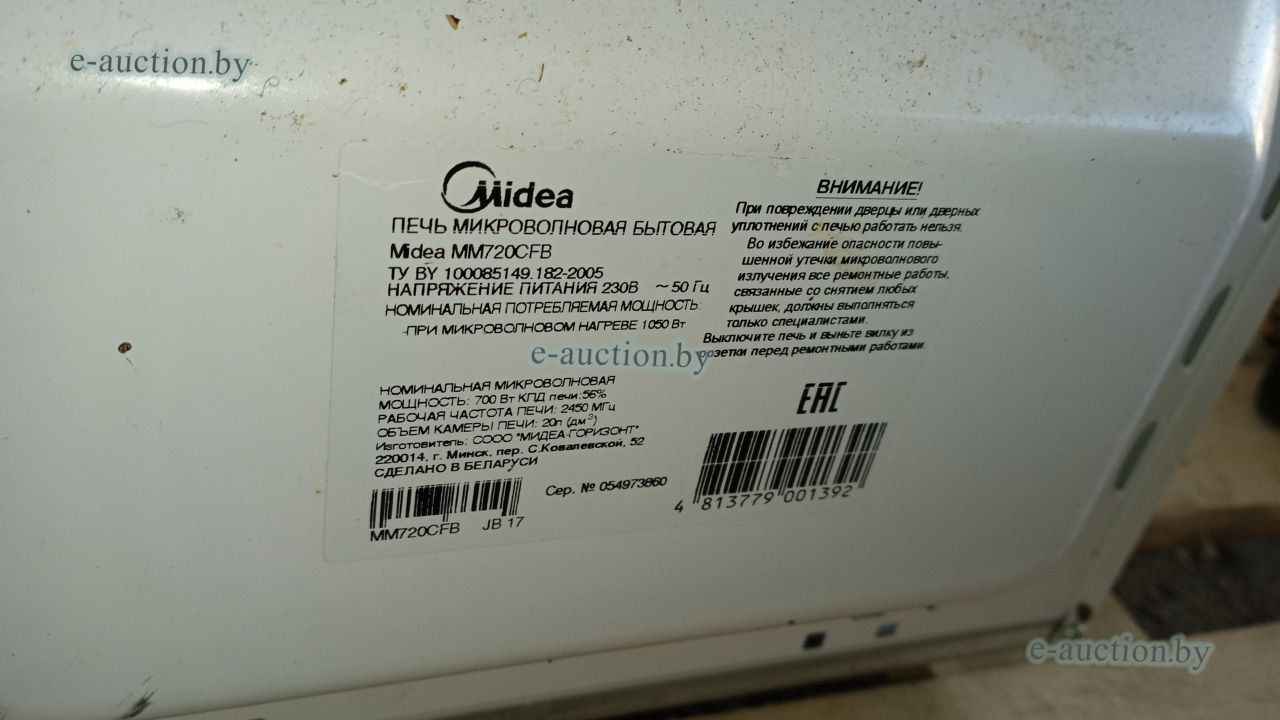 e-auction.by
Midea
ПЕЧЬ МИКРОВОЛНОВАЯ БЫТОВАЯ
Midea MM720CFB
ТУ BY 100085149.182-2005
НАПРЯЖЕНИЕ ПИТАНИЯ 230В ~ 50 Гц
НОМИНАЛЬНАЯ ПОТРЕБЛЯЕМАЯ МОЩНОСТЬ:
-ПРИ МИКРОВОЛНОВОМ НАГРЕВЕ 1050 Вт
НОМИНАЛЬНАЯ МИКРОВОЛНОВАЯ
МОЩНОСТЬ: 700 Вт КПД печи:56%
РАБОЧАЯ ЧАСТОТА ПЕЧИ: 2450 МГц
ОБЪЕМ КАМЕРЫ ПЕЧИ: 20л (дм³)
Изготовитель: СООО "МИДЕА-ГОРИЗОНТ"
220014, г. Минск, пер. С.Ковалевской, 52
СДЕЛАНО В БЕЛАРУСИ
MM720CFB JB 17
Сер. № 054973860
ВНИМАНИЕ!
При повреждении дверцы или дверных
уплотнений с печью работать нельзя.
Во избежание опасности повы-
шенной утечки микроволнового
излучения все ремонтные работы,
связанные со снятием любых
крышек, должны выполняться
только специалистами.
Выключите печь и выньте вилку из
розетки перед ремонтными работами.
e-auction.by
EAC
4 813779 001392
e-auction.by